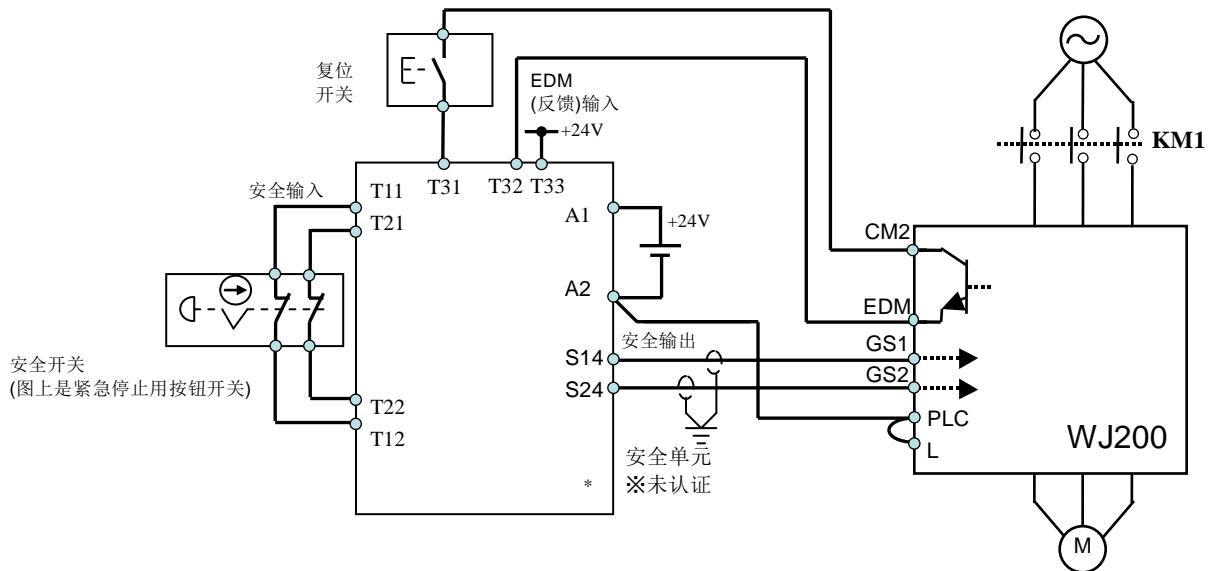 复位
开关
EDM
(反馈)输入
+24V
KM1
T31
T32
T33
安全输入
T11
T21
A1
+24V
CM2
A2
EDM
安全输出
GS1
S14
GS2
S24
安全开关
(图上是紧急停止用按钮开关)
T22
T12
PLC
L
WJ200
安全单元
※未认证
*
M